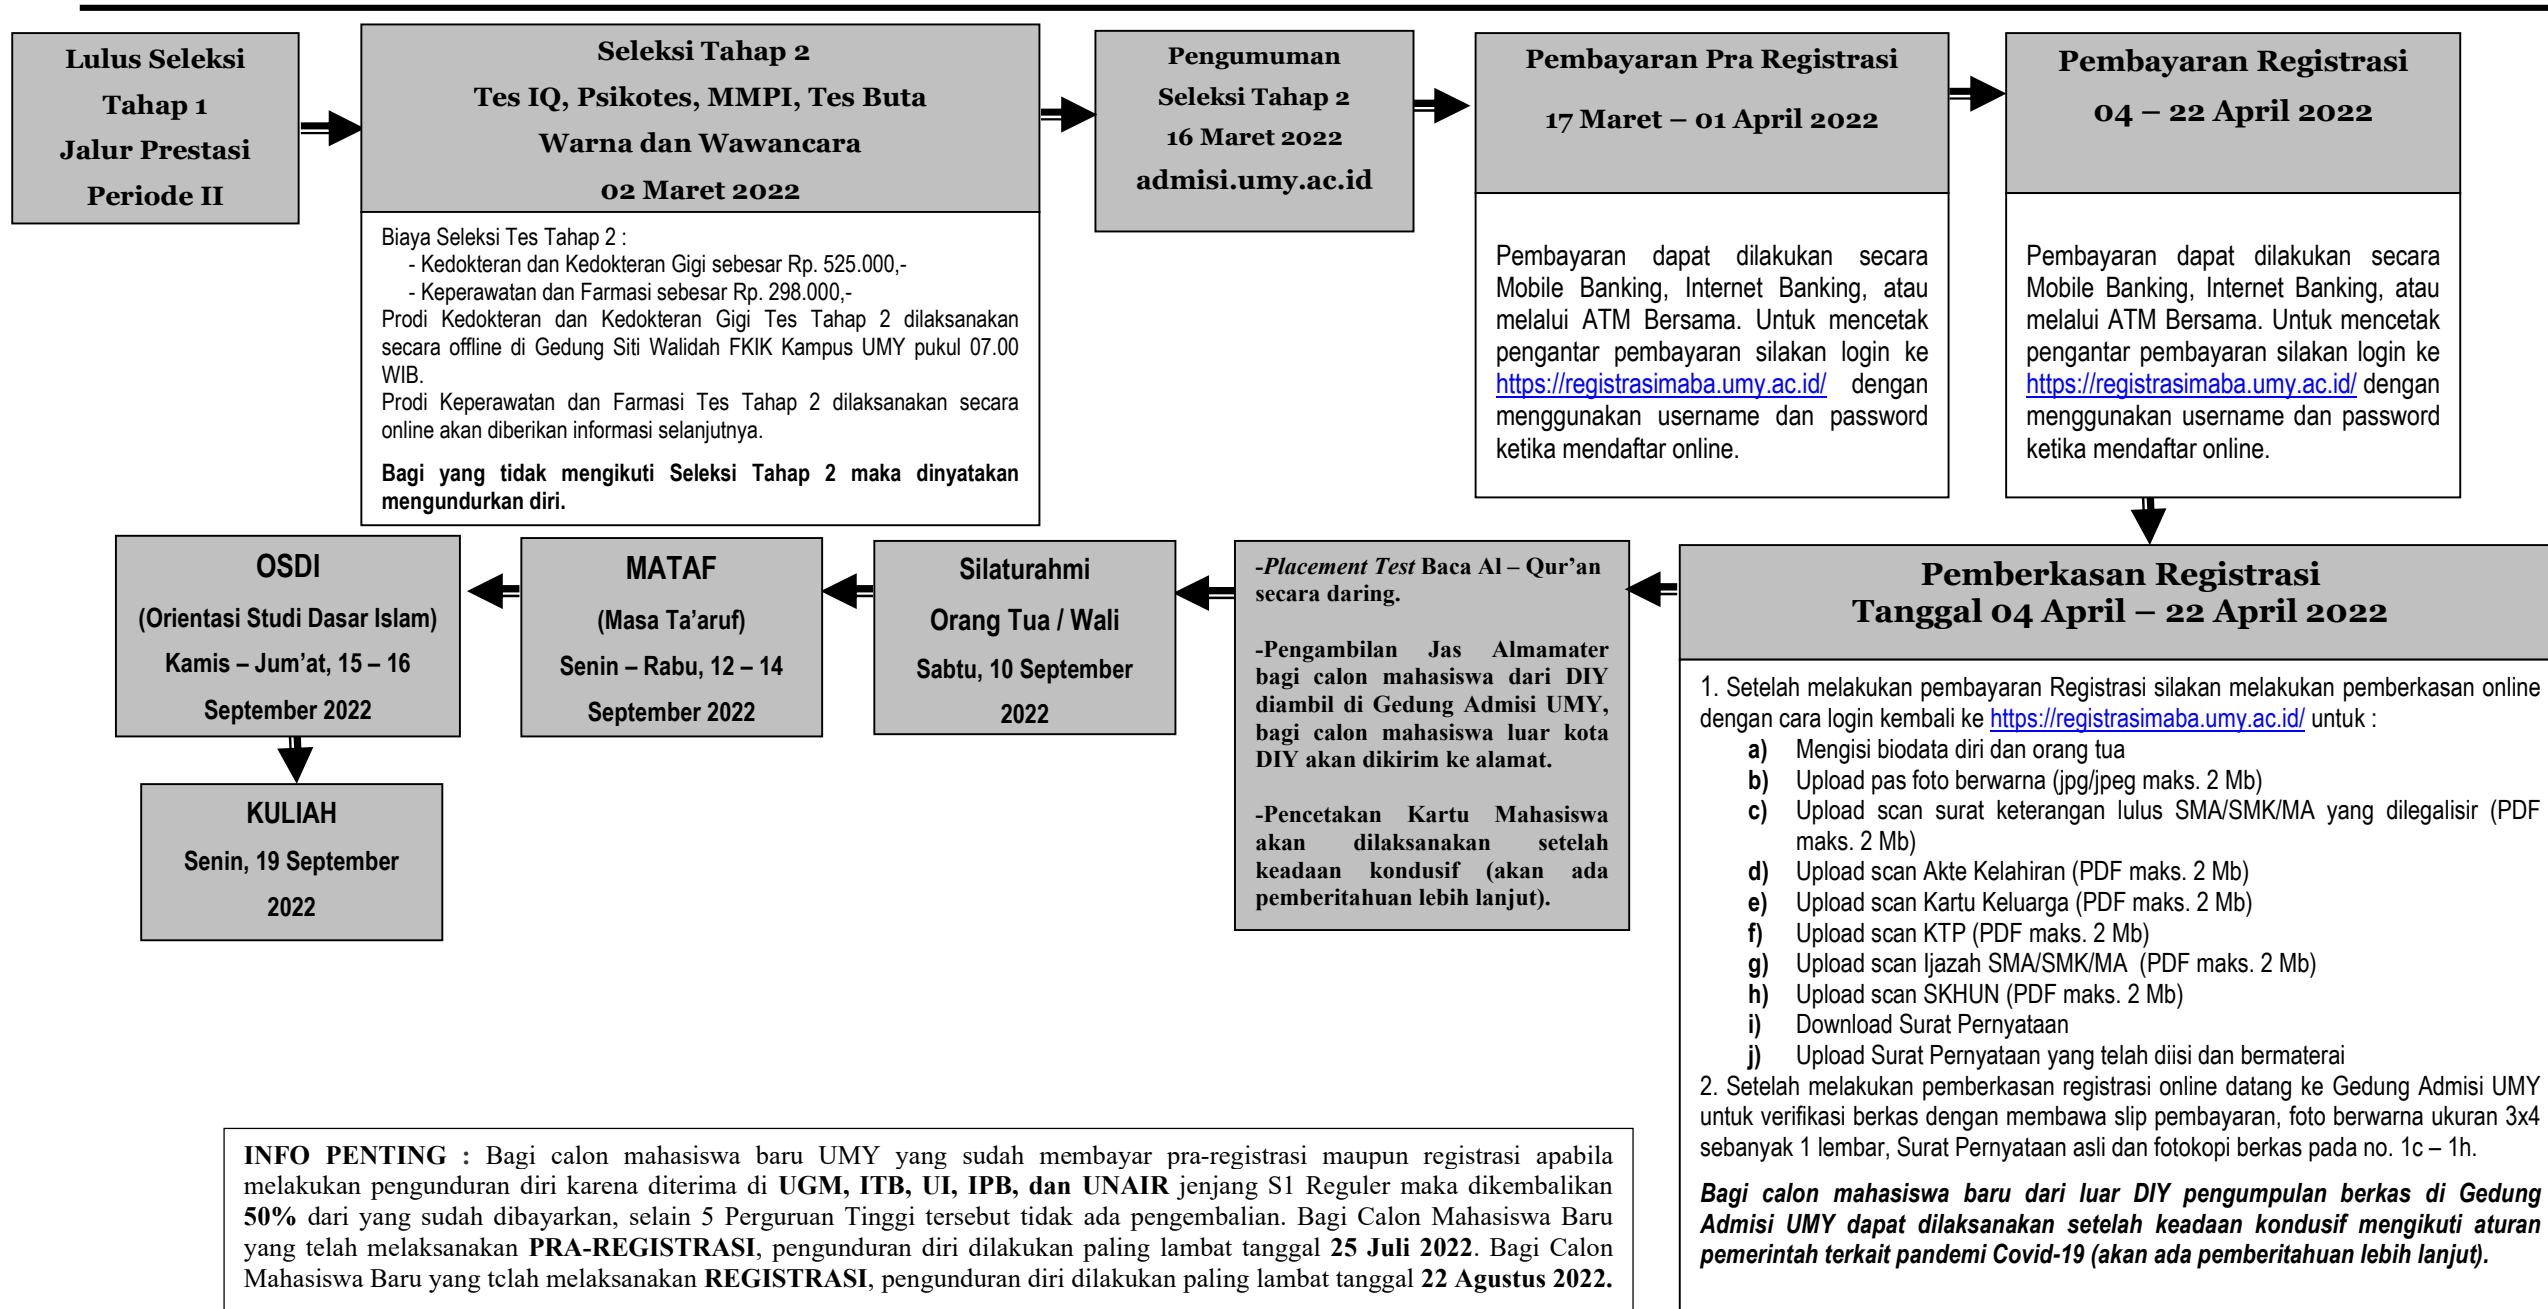 Lulus Seleksi
Tahap 1
Jalur Prestasi
Periode II
Seleksi Tahap 2
Tes IQ, Psikotes, MMPI, Tes Buta
Warna dan Wawancara
02 Maret 2022
Biaya Seleksi Tes Tahap 2 :
- Kedokteran dan Kedokteran Gigi sebesar Rp. 525.000,-
- Keperawatan dan Farmasi sebesar Rp. 298.000,-
Prodi Kedokteran dan Kedokteran Gigi Tes Tahap 2 dilaksanakan
secara offline di Gedung Siti Walidah FKIK Kampus UMY pukul 07.00
WIB.
Prodi Keperawatan dan Farmasi Tes Tahap 2 dilaksanakan secara
online akan diberikan informasi selanjutnya.
Bagi yang tidak mengikuti Seleksi Tahap 2 maka dinyatakan
mengundurkan diri.
Pengumuman
Seleksi Tahap 2
16 Maret 2022
admisi.umy.ac.id
Pembayaran Pra Registrasi
17 Maret – 01 April 2022
Pembayaran dapat dilakukan secara
Mobile Banking, Internet Banking, atau
melalui ATM Bersama. Untuk mencetak
pengantar pembayaran silakan login ke
https://registrasimaba.umy.ac.id/ dengan
menggunakan username dan password
ketika mendaftar online.
Pembayaran Registrasi
04 – 22 April 2022
Pembayaran dapat dilakukan secara
Mobile Banking, Internet Banking, atau
melalui ATM Bersama. Untuk mencetak
pengantar pembayaran silakan login ke
https://registrasimaba.umy.ac.id/ dengan
menggunakan username dan password
ketika mendaftar online.
Pemberkasan Registrasi
Tanggal 04 April – 22 April 2022
1. Setelah melakukan pembayaran Registrasi silakan melakukan pemberkasan online
dengan cara login kembali ke https://registrasimaba.umy.ac.id/ untuk :
a) Mengisi biodata diri dan orang tua
b) Upload pas foto berwarna (jpg/jpeg maks. 2 Mb)
c) Upload scan surat keterangan lulus SMA/SMK/MA yang dilegalisir (PDF
maks. 2 Mb)
d) Upload scan Akte Kelahiran (PDF maks. 2 Mb)
e) Upload scan Kartu Keluarga (PDF maks. 2 Mb)
f) Upload scan KTP (PDF maks. 2 Mb)
g) Upload scan Ijazah SMA/SMK/MA (PDF maks. 2 Mb)
h) Upload scan SKHUN (PDF maks. 2 Mb)
i) Download Surat Pernyataan
j) Upload Surat Pernyataan yang telah diisi dan bermaterai
2. Setelah melakukan pemberkasan registrasi online datang ke Gedung Admisi UMY
untuk verifikasi berkas dengan membawa slip pembayaran, foto berwarna ukuran 3x4
sebanyak 1 lembar, Surat Pernyataan asli dan fotokopi berkas pada no. 1c – 1h.
Bagi calon mahasiswa baru dari luar DIY pengumpulan berkas di Gedung
Admisi UMY dapat dilaksanakan setelah keadaan kondusif mengikuti aturan
pemerintah terkait pandemi Covid-19 (akan ada pemberitahuan lebih lanjut).
-Placement Test Baca Al – Qur’an
secara daring.
-Pengambilan Jas Almamater
bagi calon mahasiswa dari DIY
diambil di Gedung Admisi UMY,
bagi calon mahasiswa luar kota
DIY akan dikirim ke alamat.
-Pencetakan Kartu Mahasiswa
akan dilaksanakan setelah
keadaan kondusif (akan ada
pemberitahuan lebih lanjut).
Silaturahmi
Orang Tua / Wali
Sabtu, 10 September
2022
MATAF
(Masa Ta’aruf)
Senin – Rabu, 12 – 14
September 2022
OSDI
(Orientasi Studi Dasar Islam)
Kamis – Jum’at, 15 – 16
September 2022
KULIAH
Senin, 19 September
2022
INFO PENTING : Bagi calon mahasiswa baru UMY yang sudah membayar pra-registrasi maupun registrasi apabila
melakukan pengunduran diri karena diterima di UGM, ITB, UI, IPB, dan UNAIR jenjang S1 Reguler maka dikembalikan
50% dari yang sudah dibayarkan, selain 5 Perguruan Tinggi tersebut tidak ada pengembalian. Bagi Calon Mahasiswa Baru
yang telah melaksanakan PRA-REGISTRASI, pengunduran diri dilakukan paling lambat tanggal 25 Juli 2022. Bagi Calon
Mahasiswa Baru yang tclah melaksanakan REGISTRASI, pengunduran diri dilakukan paling lambat tanggal 22 Agustus 2022.